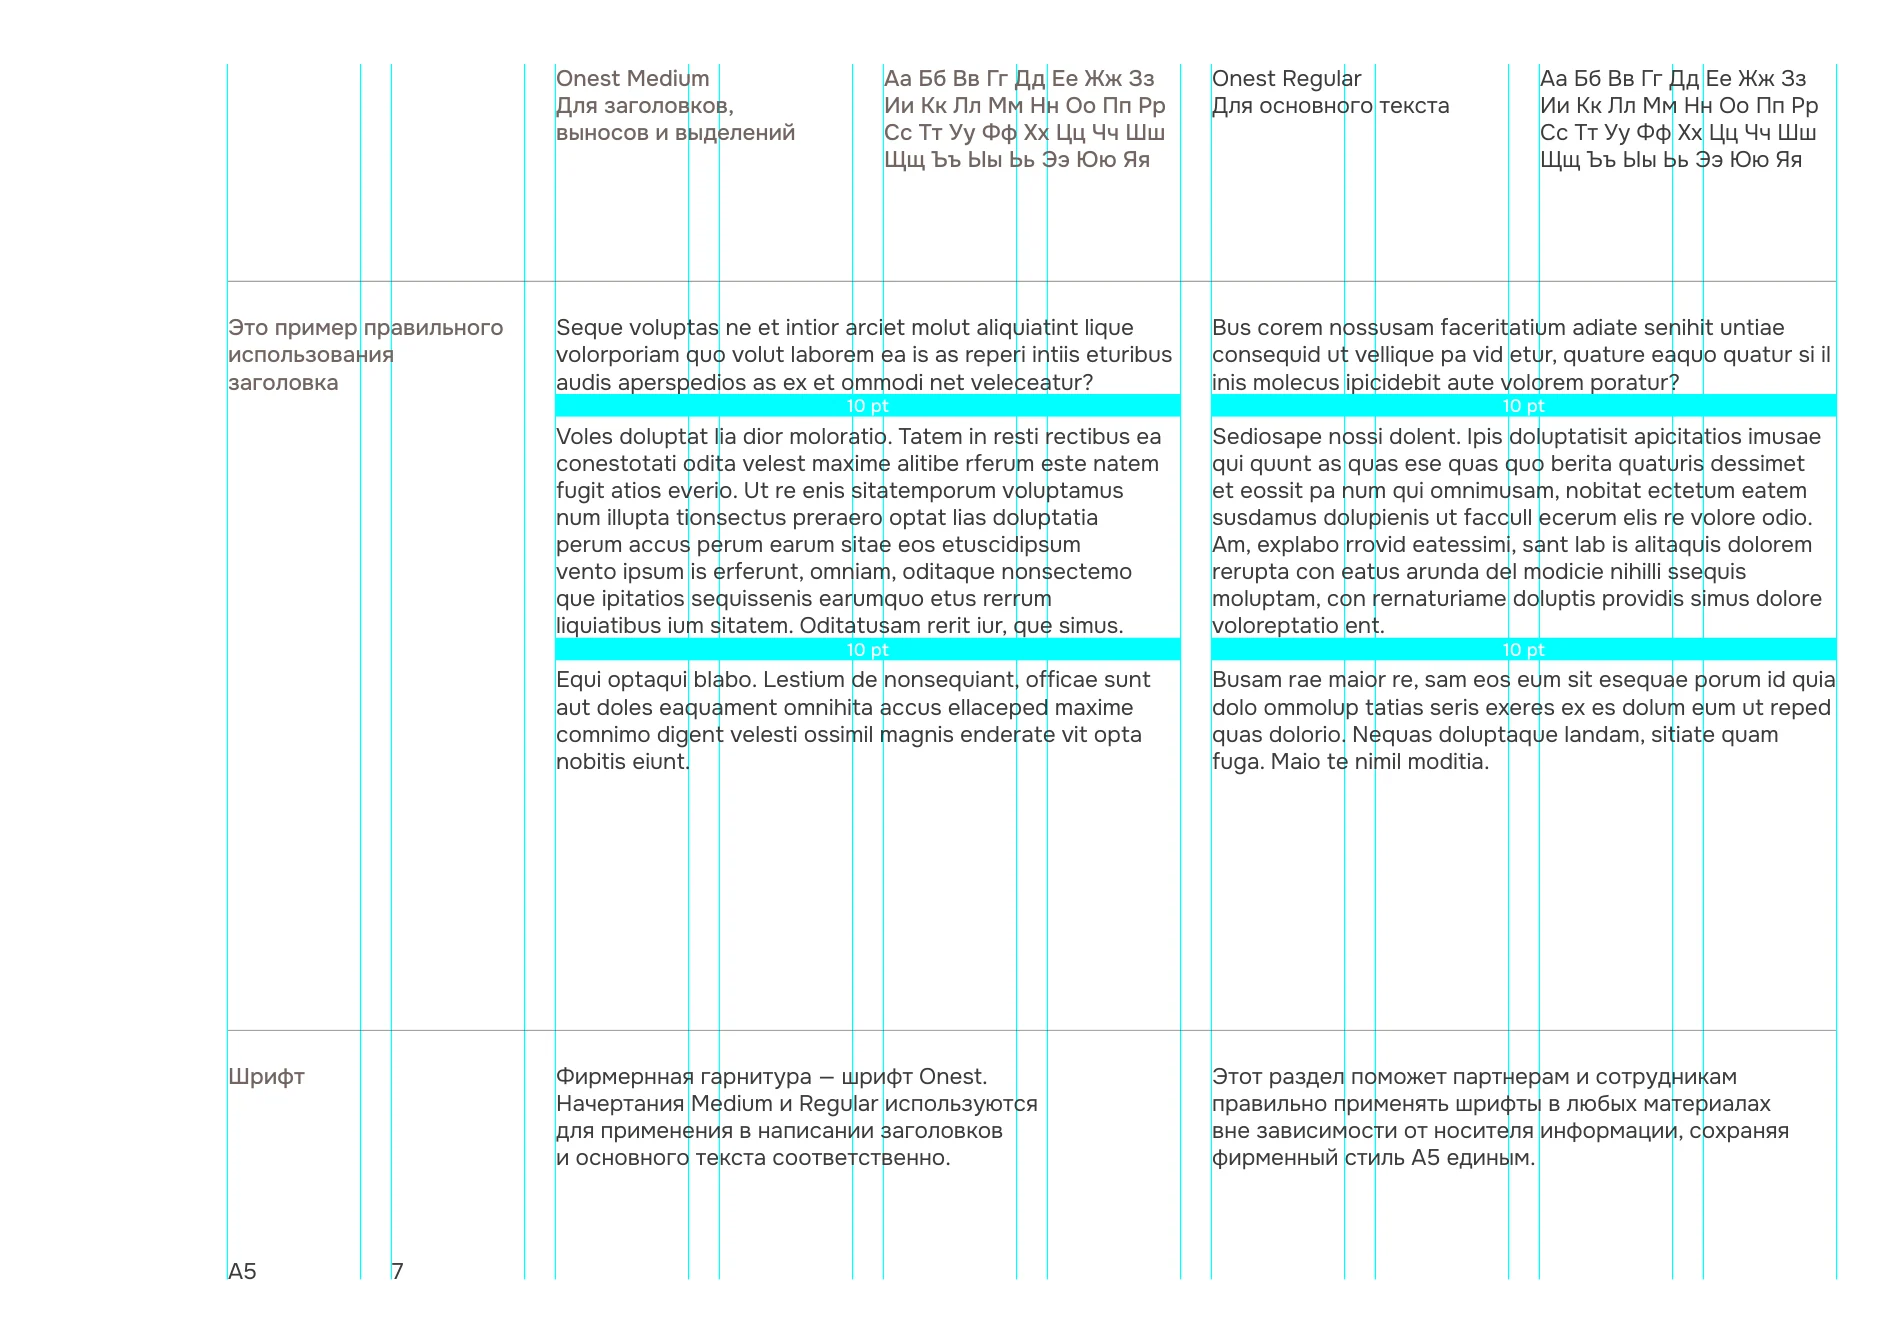 Onest Medium
Для заголовков,
выносов и выделений
Аа Бб Вв Гг Дд Ее Жж Зз
Ии Кк Лл Мм Нн Оо Пп Рр
Сс Тт Уу Фф Хх Цц Чч Шш
Щщ Ъъ Ыы Ьь Ээ Юю Яя
Onest Regular
Для основного текста
Аа Бб Вв Гг Дд Ее Жж Зз
Ии Кк Лл Мм Нн Оо Пп Рр
Сс Тт Уу Фф Хх Цц Чч Шш
Щщ Ъъ Ыы Ьь Ээ Юю Яя
Это пример правильного
использования
заголовка
Seque voluptas ne et intior arciet molut aliquiatint lique
volorporiam quo volut laborem ea is as reperi intiis eturibus
audis aperspedios as ex et ommodi net veleceatur?
10 pt
Voles doluptat lia dior moloratio. Tatem in resti rectibus ea
conestotati odita velest maxime alitibe rferum este natem
fugit atios everio. Ut re enis sitatemporum voluptamus
num illupta tionsectus preraero optat lias doluptatia
perum accus perum earum sitae eos etuscidipsum
vento ipsum is erferunt, omniam, oditaque nonsectemo
que ipitatios sequissenis earumquo etus rerrum
liquiatibus ium sitatem. Oditatusam rerit iur, que simus.
10 pt
Equi optaqui blabo. Lestium de nonsequiant, officae sunt
aut doles eaquament omnihita accus ellaceped maxime
comnimo digent velesti ossimil magnis enderate vit opta
nobitis eiunt.
Bus corem nossusam faceritatium adiate senihit untiae
consequid ut vellique pa vid etur, quature eaquo quatur si il
inis molecus ipicidebit aute volorem poratur?
10 pt
Sediosape nossi dolent. Ipis doluptatisit apicitatios imusae
qui quunt as quas ese quas quo berita quaturis dessimet
et eossit pa num qui omnimusam, nobitat ectetum eatem
susdamus dolupienis ut faccull ecerum elis re volore odio.
Am, explabo rrovid eatessimi, sant lab is alitaquis dolorem
rerupta con eatus arunda del modicie nihilli ssequis
moluptam, con rernaturiame doluptis providis simus dolore
voloreptatio ent.
10 pt
Busam rae maior re, sam eos eum sit esequae porum id quia
dolo ommolup tatias seris exeres ex es dolum eum ut reped
quas dolorio. Nequas doluptaque landam, sitiate quam
fuga. Maio te nimil moditia.
Шрифт
Фирмернная гарнитура — шрифт Onest.
Начертания Medium и Regular используются
для применения в написании заголовков
и основного текста соответственно.
Этот раздел поможет партнерам и сотрудникам
правильно применять шрифты в любых материалах
вне зависимости от носителя информации, сохраняя
фирменный стиль А5 единым.
А5
7